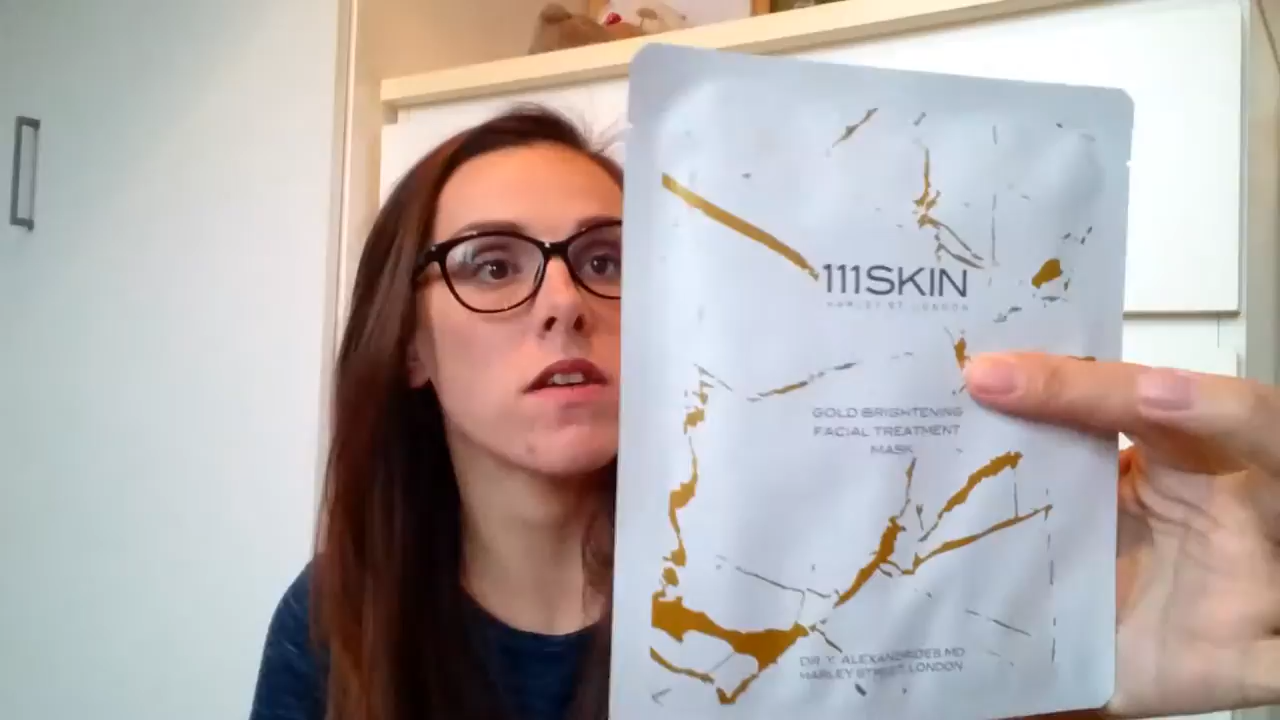 111SKIN
HARLEY ST. LONDON
GOLD BRIGHTENING
FACIAL TREATMENT
MASK
DR Y. ALEXANDRIDES MD
HARLEY STREET, LONDON